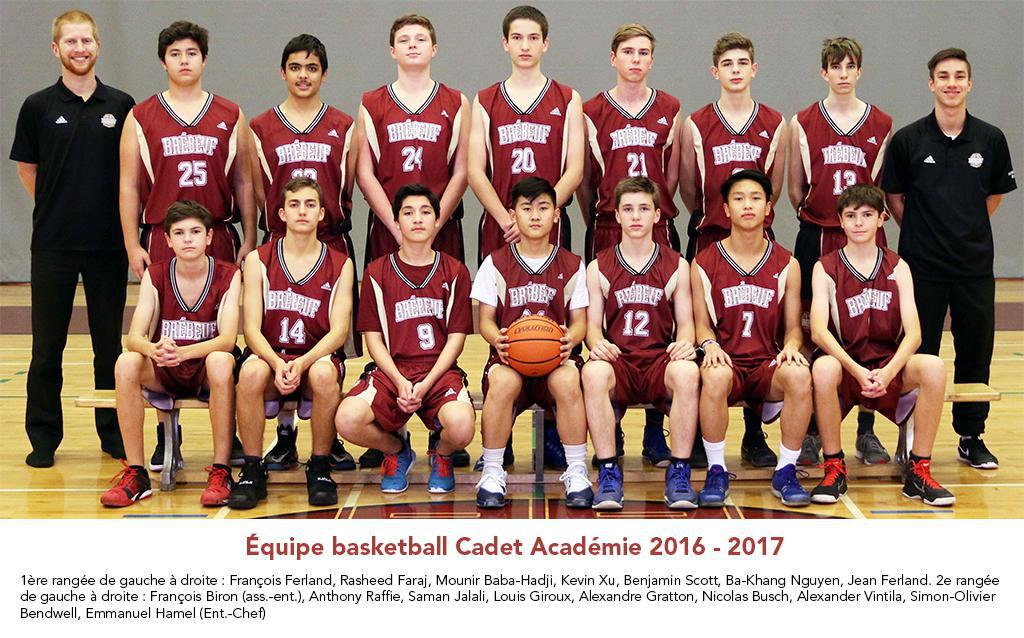 BRÉBEUF
25
BRÉBEUF
BRÉBEUF
24
BRÉBEUF
20
BRÉBEUF
21
BRÉBEUF
BRÉBEUF
13
BRÉBEUF
BRÉBEUF
14
BRÉBEUF
9
BRÉBEUF
EVOLUTION
BRÉBEUF
12
BRÉBEUF
7
BRÉBEUF
Équipe basketball Cadet Académie 2016 - 2017
1ère rangée de gauche à droite : François Ferland, Rasheed Faraj, Mounir Baba-Hadji, Kevin Xu, Benjamin Scott, Ba-Khang Nguyen, Jean Ferland. 2e rangée
de gauche à droite : François Biron (ass.-ent.), Anthony Raffie, Saman Jalali, Louis Giroux, Alexandre Gratton, Nicolas Busch, Alexander Vintila, Simon-Olivier
Bendwell, Emmanuel Hamel (Ent.-Chef)